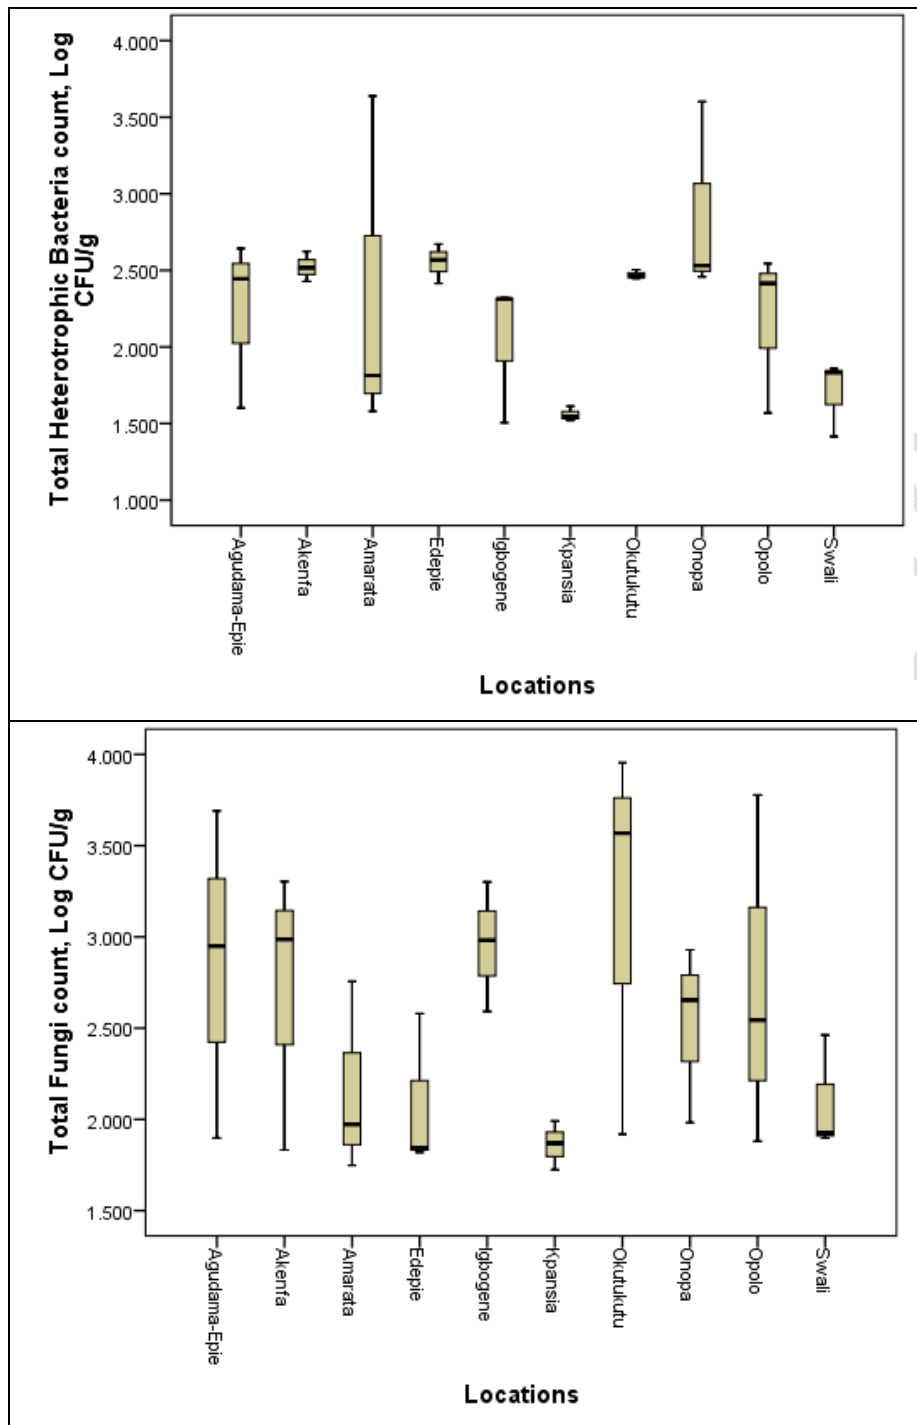 Total Heterotrophic Bacteria count, Log
CFU/g
4.000
3.500
3.000
2.500
2.000
1.500
1.000
Agudama-Epie
Akenfa
Amarata
Edepie
Igbogene
Kpansia
Okutukutu
Onopa
Opolo
Swali
Locations
Total Fungi count, Log CFU/g
4.000
3.500
3.000
2.500
2.000
1.500
Agudama-Epie
Akenfa
Amarata
Edepie
Igbogene
Kpansia
Okutukutu
Onopa
Opolo
Swali
Locations